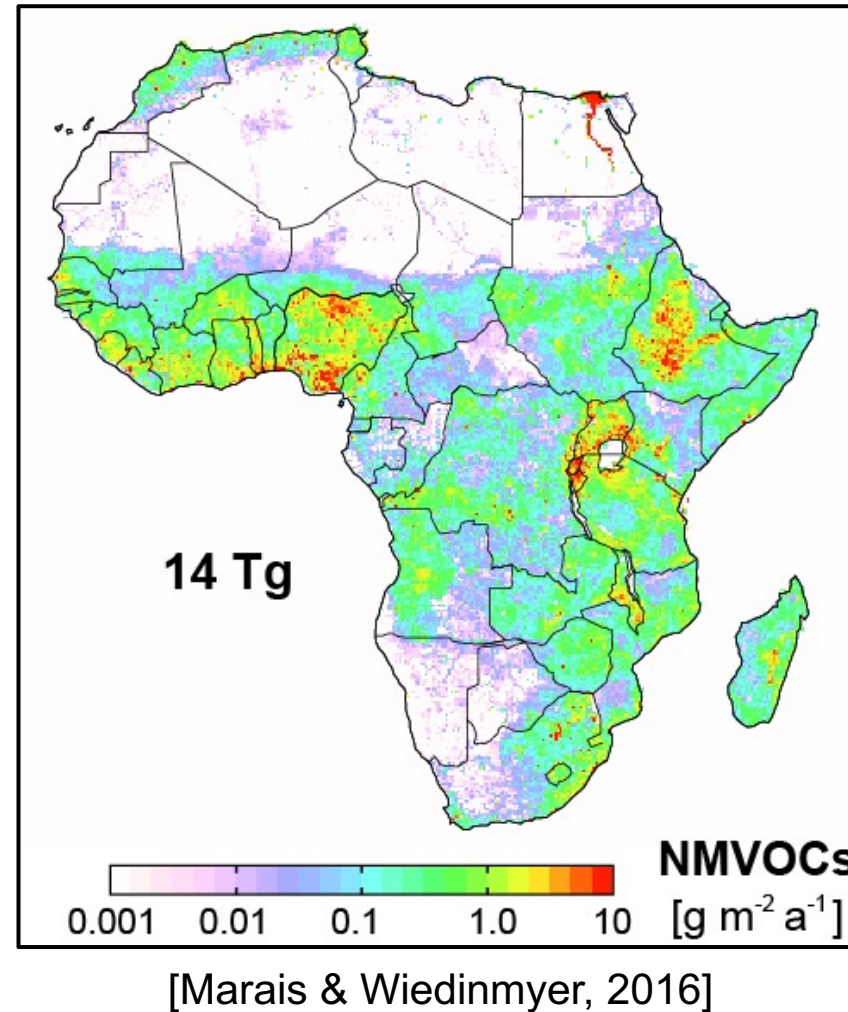 14 Tg
NMVOCs
0.001 0.01 0.1 1.0 10 [g m-2 a-1]
[Marais & Wiedinmyer, 2016]